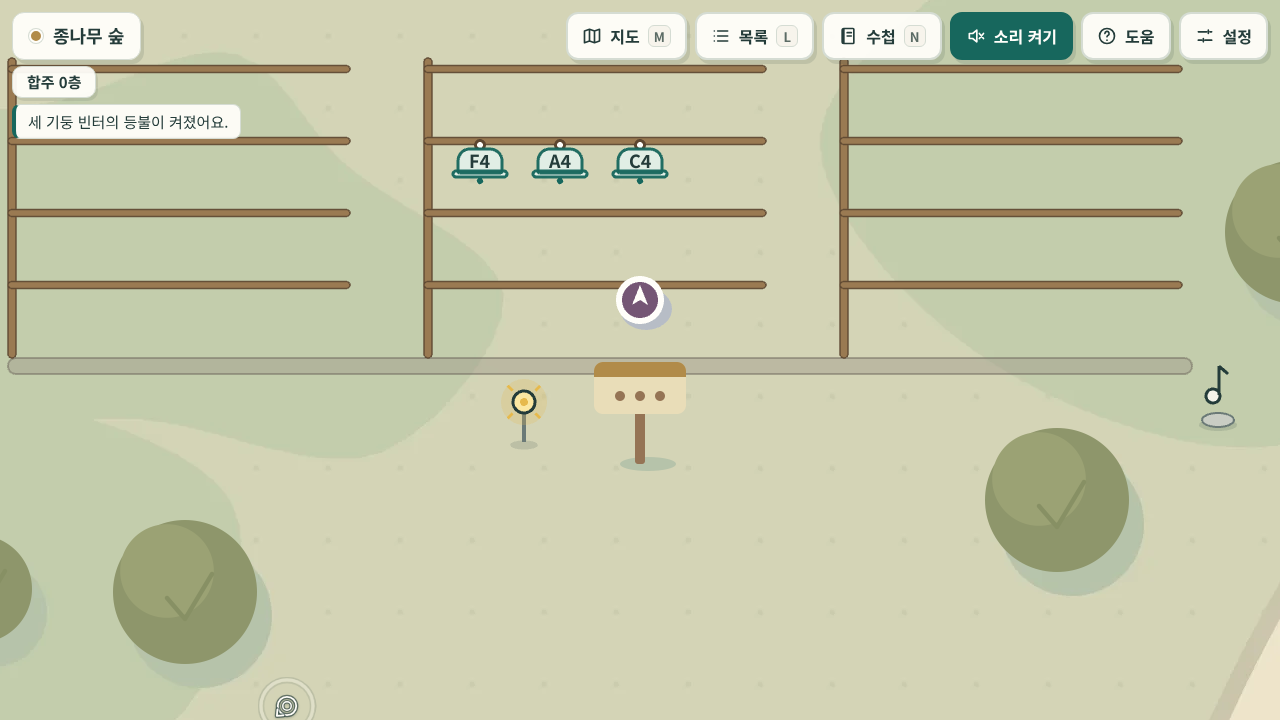 종나무 숲
지도 M
목록 L
수첩 N
소리 켜기
도움
설정
합주 0층
세 기둥 빈터의 등불이 켜졌어요.
F4
A4
C4